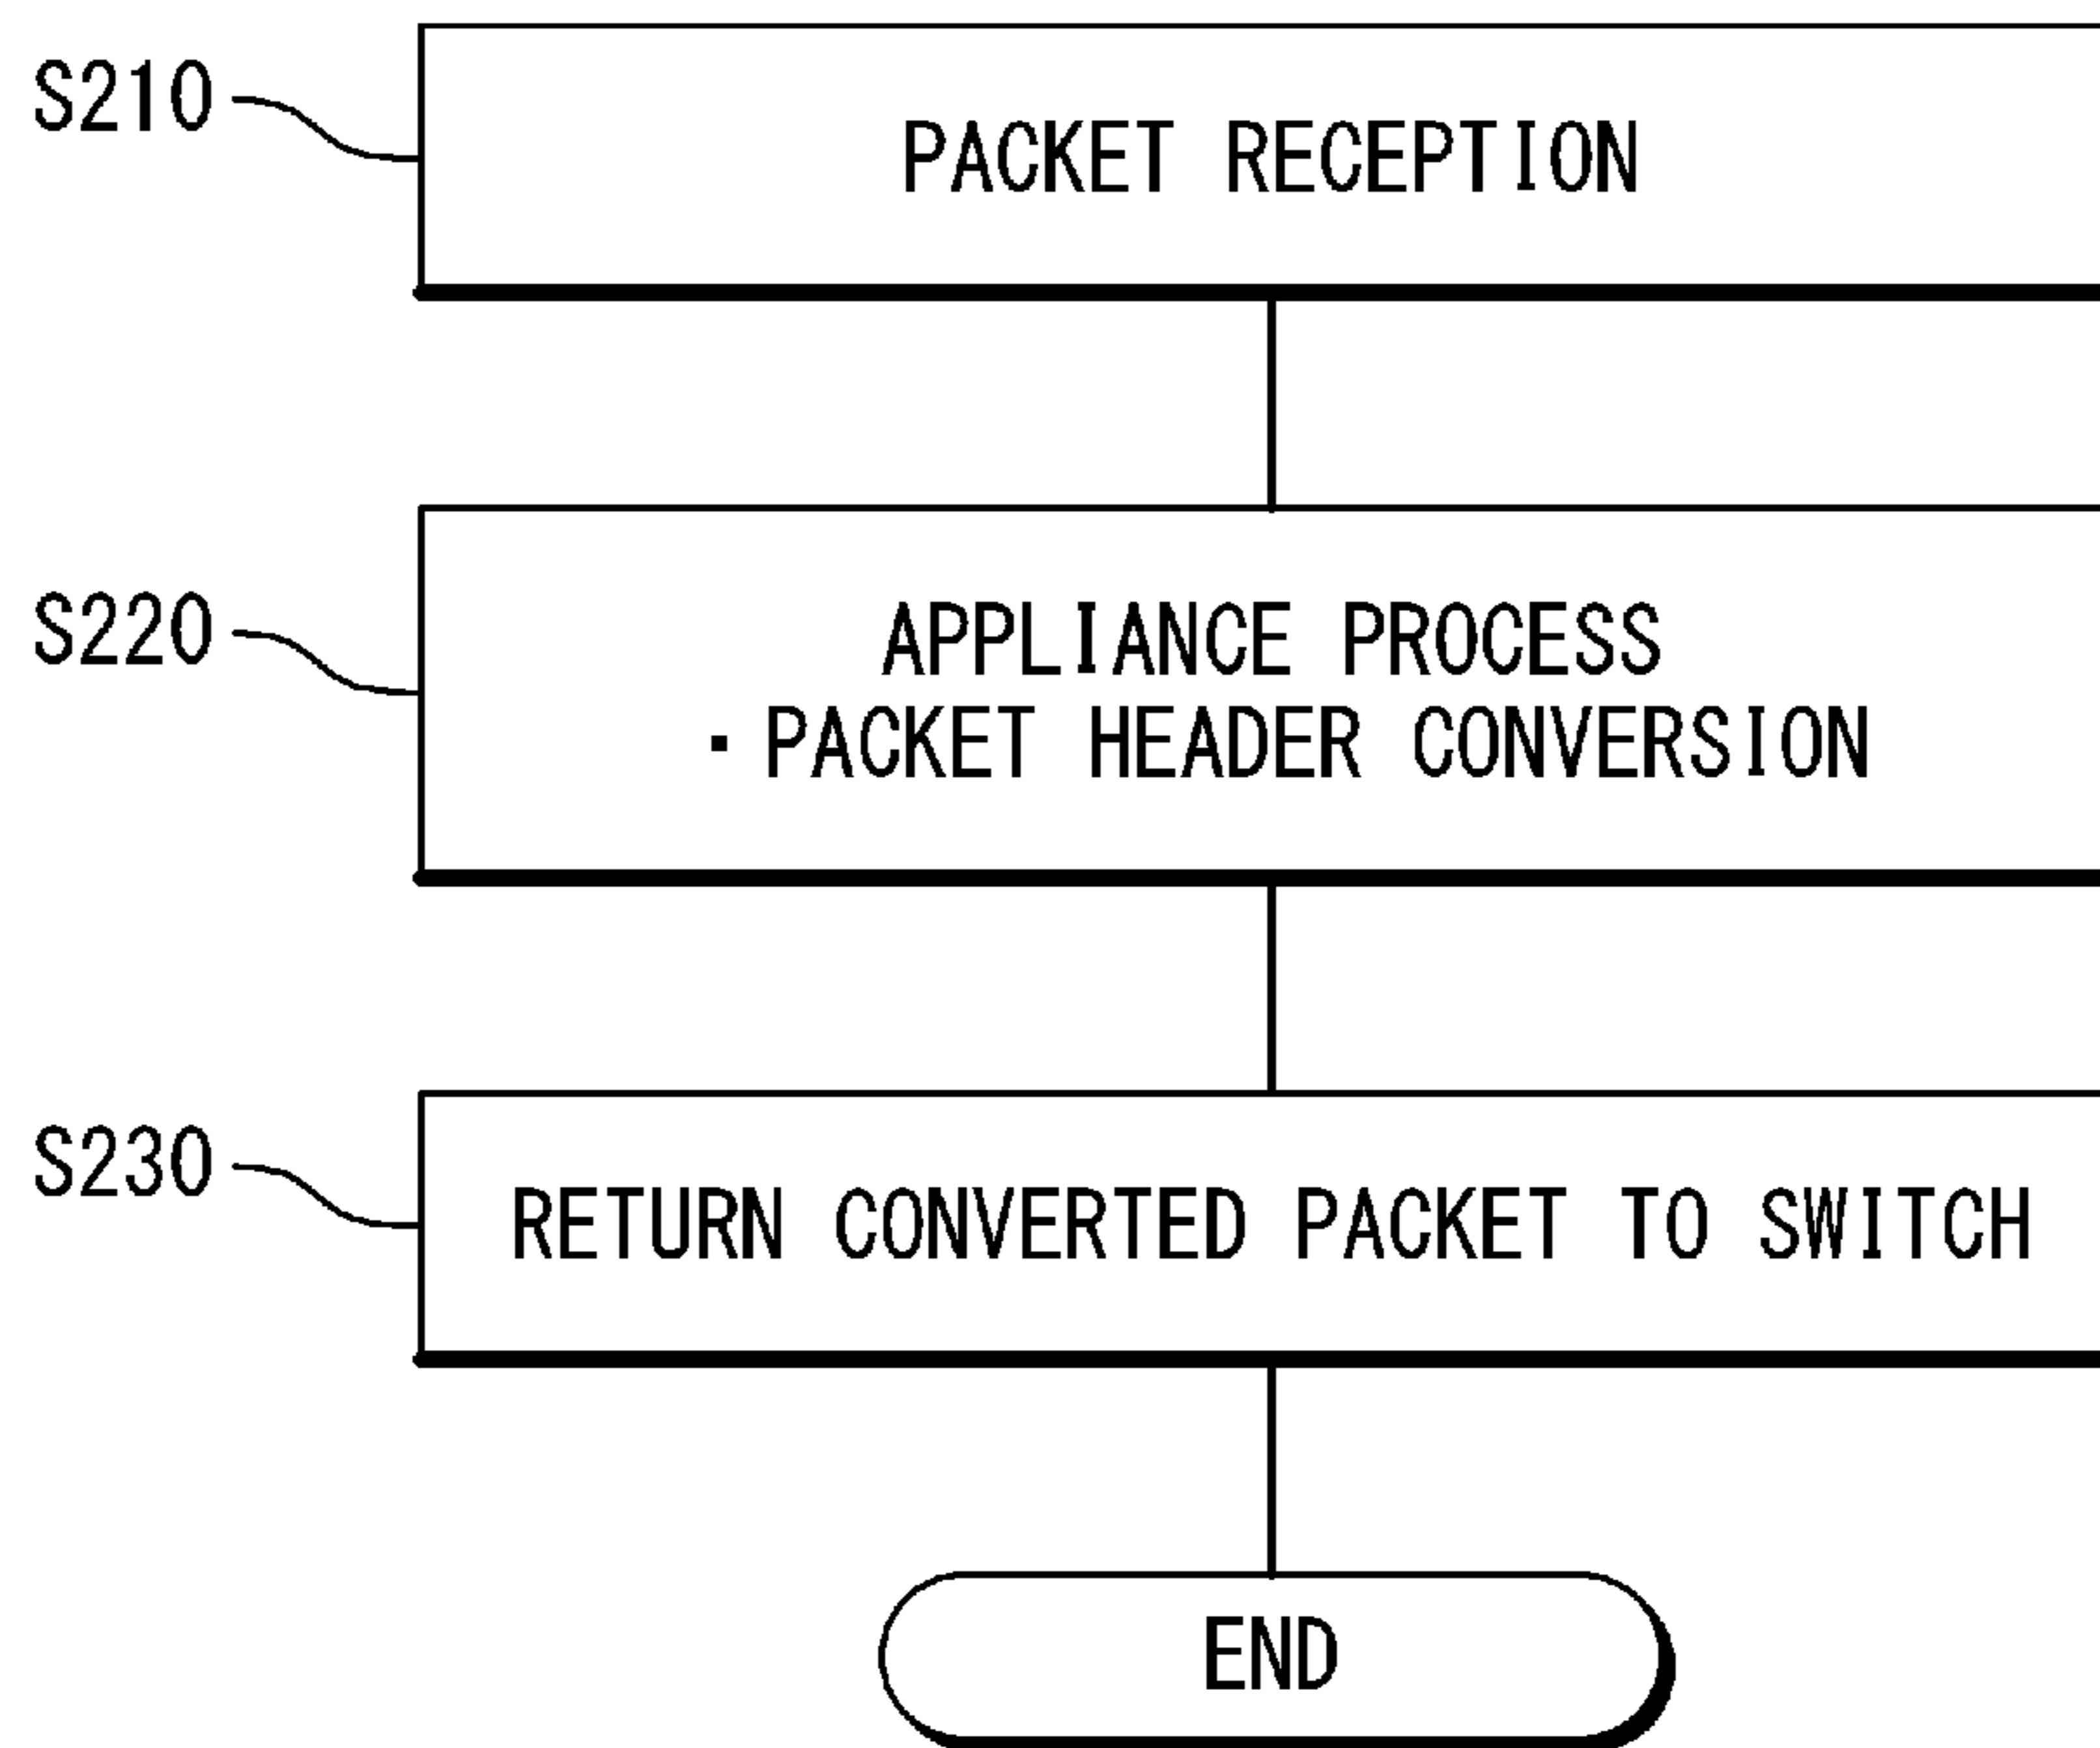 S210
PACKET RECEPTION
S220
APPLIANCE PROCESS
▪ PACKET HEADER CONVERSION
S230
RETURN CONVERTED PACKET TO SWITCH
END